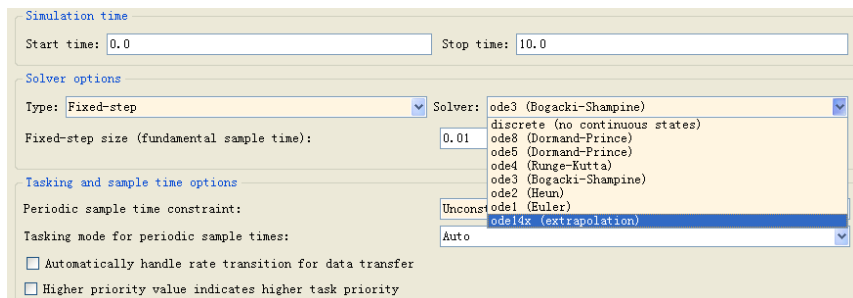 Simulation time
Start time: 0.0 Stop time: 10.0
Solver options
Type: Fixed-step Solver: ode3 (Bogacki-Shampine)
discrete (no continuous states)
Fixed-step size (fundamental sample time): 0.01 ode8 (Dormand-Prince)
ode5 (Dormand-Prince)
ode4 (Runge-Kutta)
ode3 (Bogacki-Shampine)
Tasking and sample time options
ode2 (Heun)
Periodic sample time constraint: Unconst ode1 (Euler)
ode14x (extrapolation)
Tasking mode for periodic sample times: Auto
Automatically handle rate transition for data transfer
Higher priority value indicates higher task priority